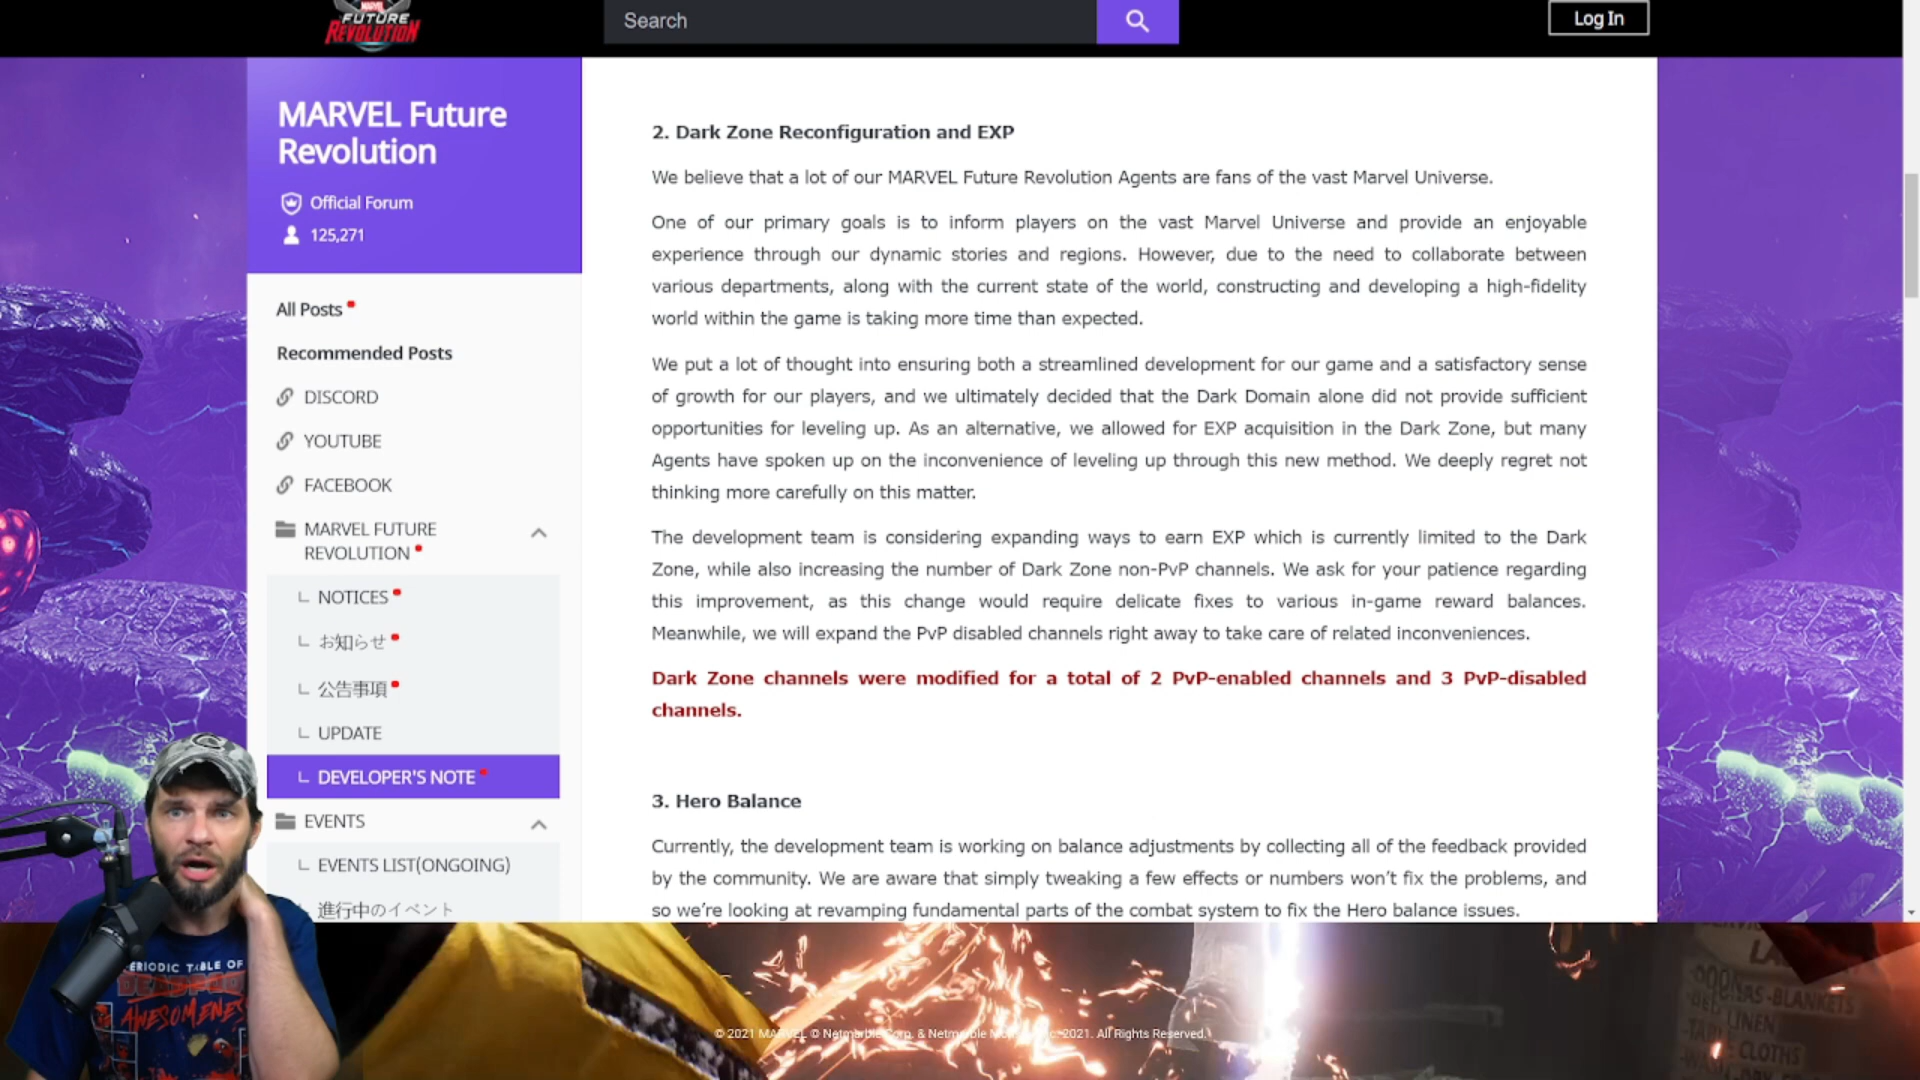 MARVEL
FUTURE
REVOLUTION
Search
Log In
MARVEL Future
Revolution
Official Forum
125,271
All Posts
Recommended Posts
DISCORD
YOUTUBE
FACEBOOK
MARVEL FUTURE
REVOLUTION
NOTICES
お知らせ
公告事項
UPDATE
DEVELOPER'S NOTE
EVENTS
EVENTS LIST(ONGOING)
進行中のイベント
2. Dark Zone Reconfiguration and EXP
We believe that a lot of our MARVEL Future Revolution Agents are fans of the vast Marvel Universe.
One of our primary goals is to inform players on the vast Marvel Universe and provide an enjoyable
experience through our dynamic stories and regions. However, due to the need to collaborate between
various departments, along with the current state of the world, constructing and developing a high-fidelity
world within the game is taking more time than expected.
We put a lot of thought into ensuring both a streamlined development for our game and a satisfactory sense
of growth for our players, and we ultimately decided that the Dark Domain alone did not provide sufficient
opportunities for leveling up. As an alternative, we allowed for EXP acquisition in the Dark Zone, but many
Agents have spoken up on the inconvenience of leveling up through this new method. We deeply regret not
thinking more carefully on this matter.
The development team is considering expanding ways to earn EXP which is currently limited to the Dark
Zone, while also increasing the number of Dark Zone non-PvP channels. We ask for your patience regarding
this improvement, as this change would require delicate fixes to various in-game reward balances.
Meanwhile, we will expand the PvP disabled channels right away to take care of related inconveniences.
Dark Zone channels were modified for a total of 2 PvP-enabled channels and 3 PvP-disabled
channels.
3. Hero Balance
Currently, the development team is working on balance adjustments by collecting all of the feedback provided
by the community. We are aware that simply tweaking a few effects or numbers won't fix the problems, and
so we're looking at revamping fundamental parts of the combat system to fix the Hero balance issues.
TABLE OF
DEADPOOL
AWESOMENESS
© 2021 MARVEL © Netmarble Corp. & Netmarble 2021. All Rights Reserved.
BLANKETS
LINEN
CLOTHS